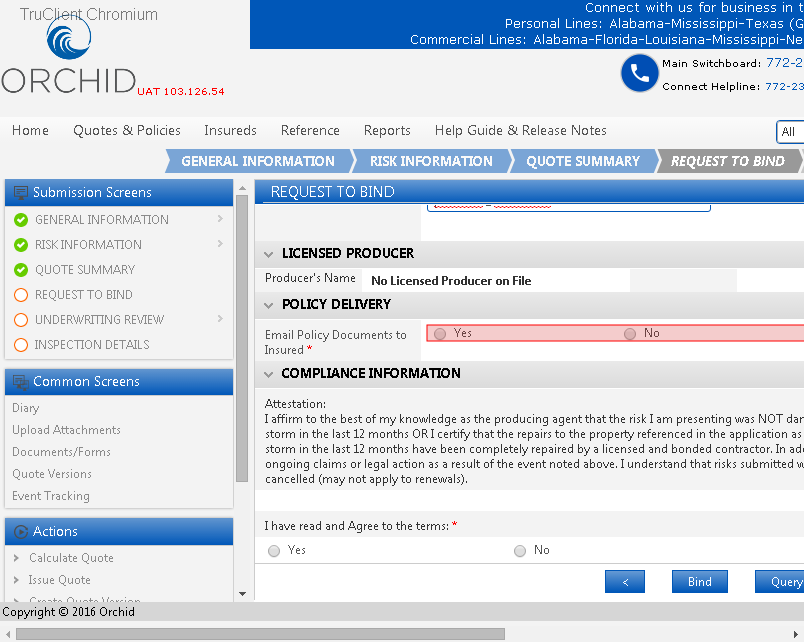 TruClient Chromium
ORCHID
UAT 103.126.54
Connect with us for business in t
Personal Lines: Alabama-Mississippi-Texas (G
Commercial Lines: Alabama-Florida-Louisiana-Mississippi-Ne
Main Switchboard: 772-2
Connect Helpline: 772-23
Home Quotes & Policies Insureds Reference Reports Help Guide & Release Notes
All
GENERAL INFORMATION RISK INFORMATION QUOTE SUMMARY REQUEST TO BIND
Submission Screens
GENERAL INFORMATION
RISK INFORMATION
QUOTE SUMMARY
REQUEST TO BIND
UNDERWRITING REVIEW
INSPECTION DETAILS
Common Screens
Diary
Upload Attachments
Documents/Forms
Quote Versions
Event Tracking
Actions
Calculate Quote
Issue Quote
Create Quote Version
REQUEST TO BIND
LICENSED PRODUCER
Producer's Name No Licensed Producer on File
POLICY DELIVERY
Email Policy Documents to
Insured *
Yes No
COMPLIANCE INFORMATION
Attestation:
I affirm to the best of my knowledge as the producing agent that the risk I am presenting was NOT dar
storm in the last 12 months OR I certify that the repairs to the property referenced in the application as
storm in the last 12 months have been completely repaired by a licensed and bonded contractor. In ad
ongoing claims or legal action as a result of the event noted above. I understand that risks submitted w
cancelled (may not apply to renewals).
I have read and Agree to the terms: *
Yes No
< Bind Query
Copyright © 2016 Orchid